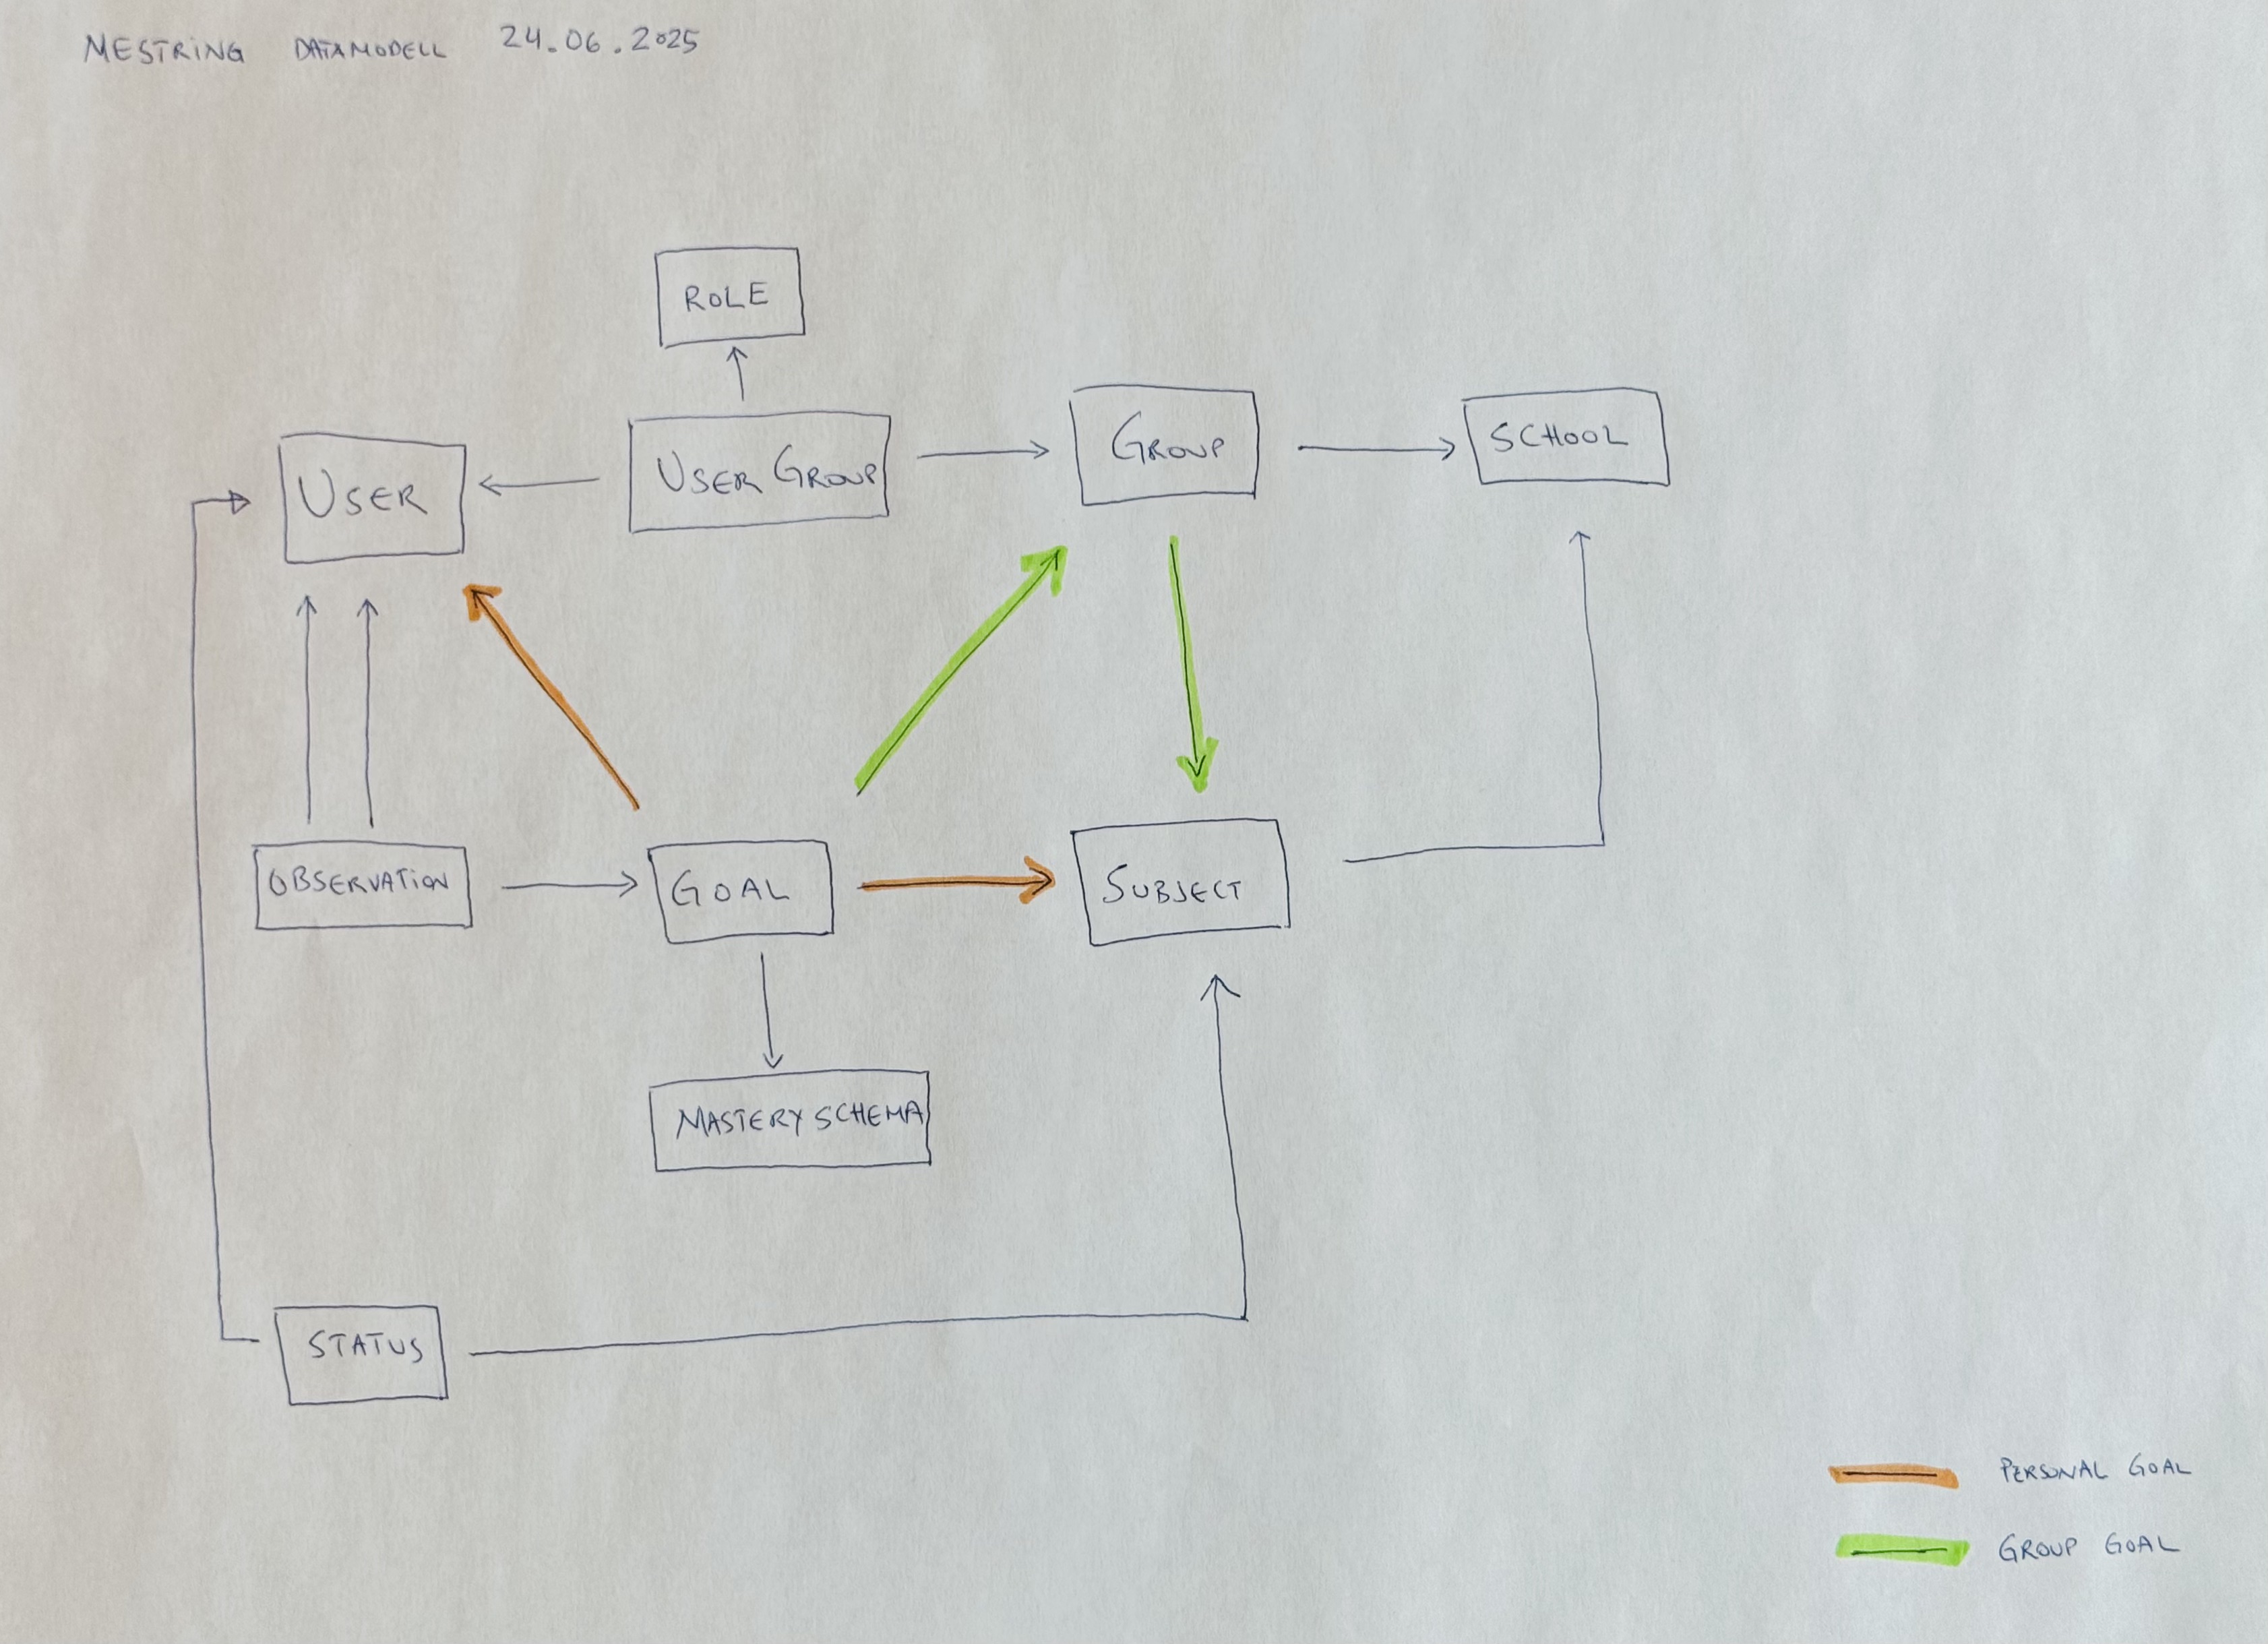 MESTRING DATAMODELL 24.06.2025
ROLE
USER
USER GROUP
GROUP
SCHOOL
OBSERVATION
GOAL
SUBJECT
MASTERY SCHEMA
STATUS
PERSONAL GOAL
GROUP GOAL